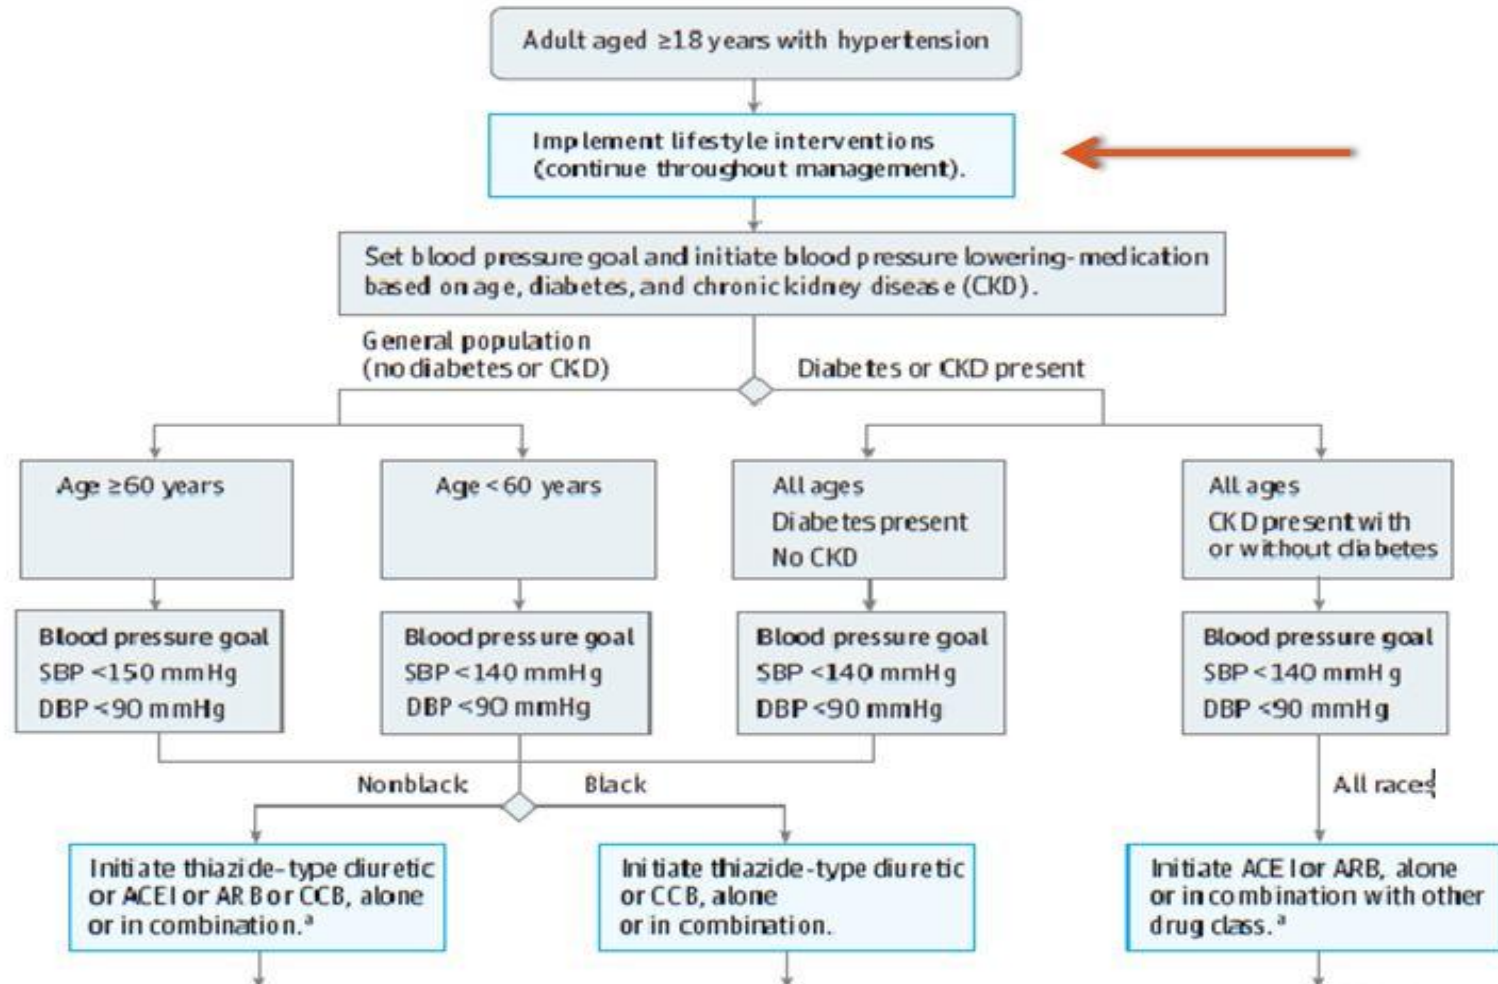 Adult aged ≥18 years with hypertension
Implement lifestyle interventions
(continue throughout management).
Set blood pressure goal and initiate blood pressure lowering-medication
based on age, diabetes, and chronic kidney disease (CKD).
General population
(no diabetes or CKD)
Diabetes or CKD present
Age ≥60 years
Age <60 years
All ages
Diabetes present
No CKD
All ages
CKD present with
or without diabetes
Blood pressure goal
SBP <150 mmHg
DBP <90 mmHg
Blood pressure goal
SBP <140 mmHg
DBP <90 mmHg
Blood pressure goal
SBP <140 mmHg
DBP <90 mmHg
Blood pressure goal
SBP <140 mmHg
DBP <90 mmHg
Nonblack
Black
All races
Initiate thiazide-type diuretic
or ACEI or ARB or CCB, alone
or in combination.ª
Initiate thiazide-type diuretic
or CCB, alone
or in combination.
Initiate ACEI or ARB, alone
or in combination with other
drug class.ª